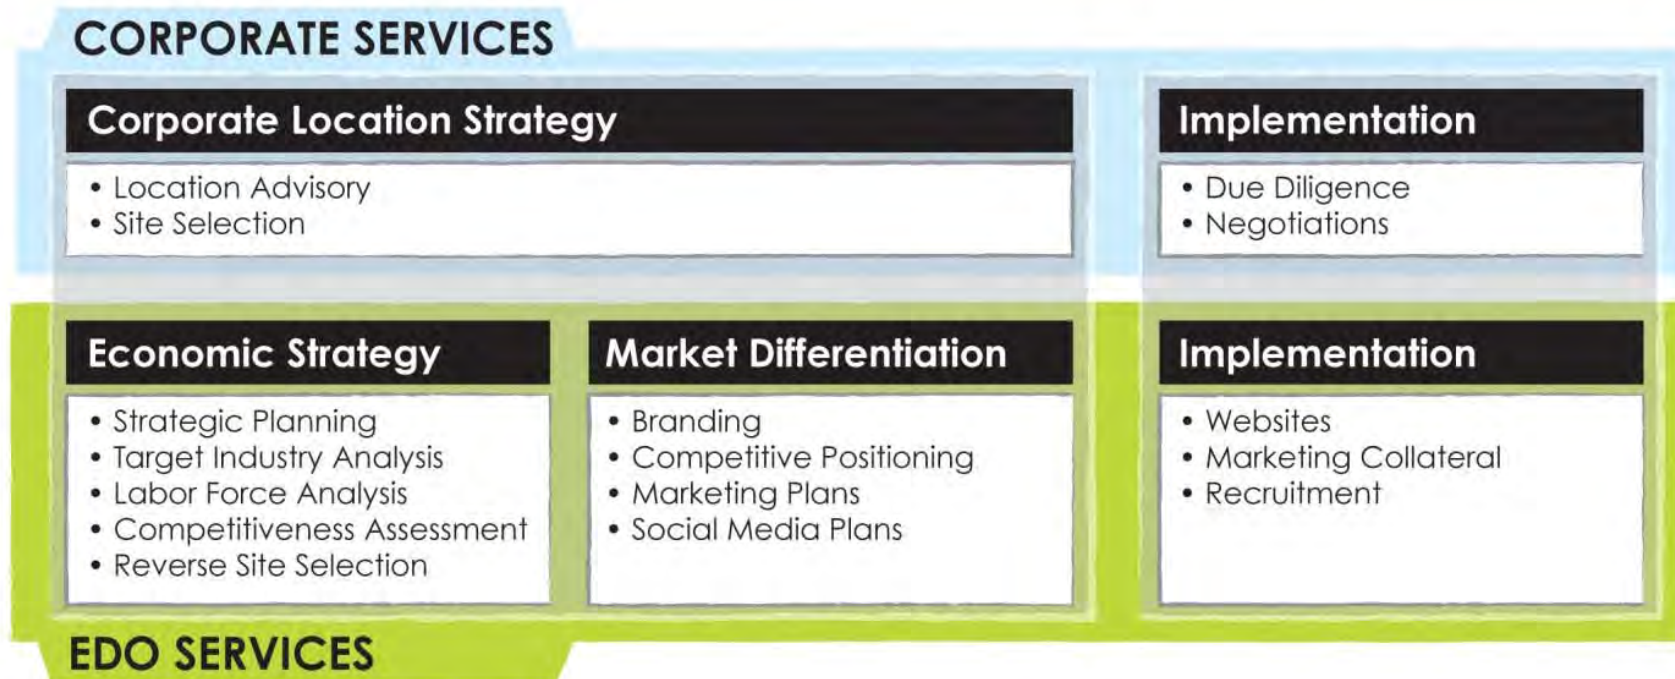 CORPORATE SERVICES
Corporate Location Strategy
• Location Advisory
• Site Selection
Implementation
• Due Diligence
• Negotiations
Economic Strategy
• Strategic Planning
• Target Industry Analysis
• Labor Force Analysis
• Competitiveness Assessment
• Reverse Site Selection
Market Differentiation
• Branding
• Competitive Positioning
• Marketing Plans
• Social Media Plans
Implementation
• Websites
• Marketing Collateral
• Recruitment
EDO SERVICES